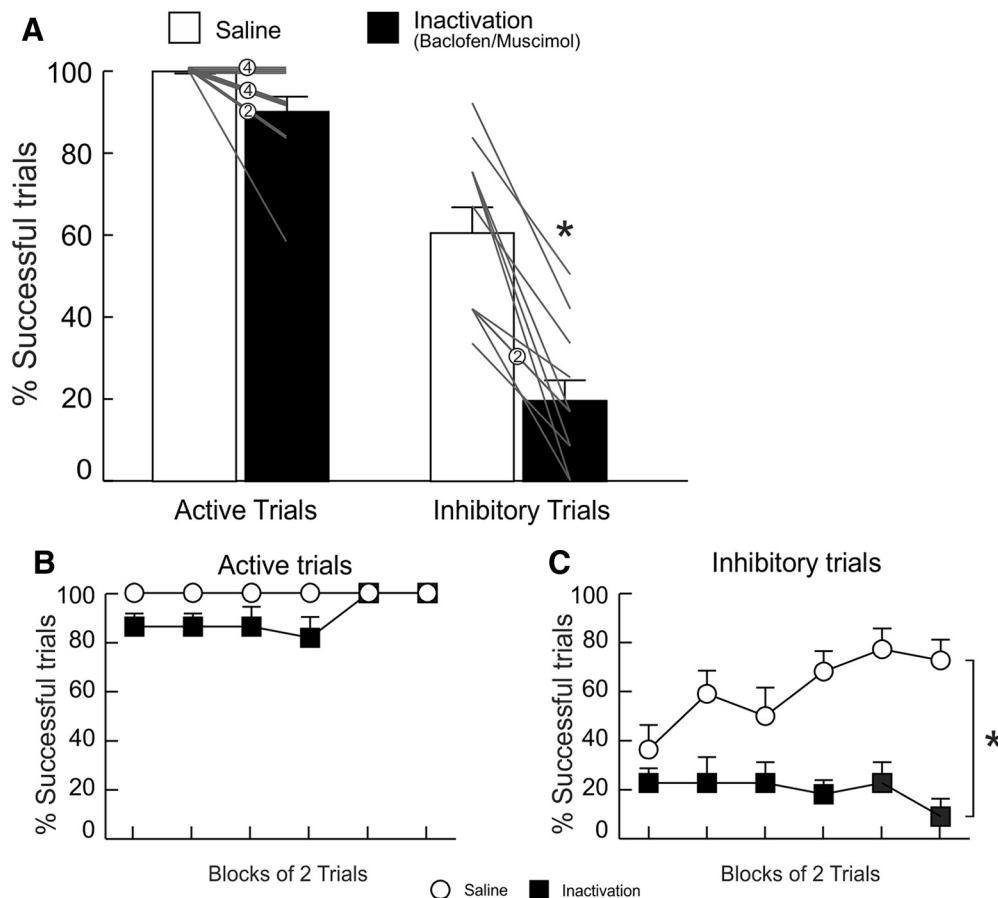 A
Saline
Inactivation
(Baclofen/Muscimol)
% Successful trials
100
80
60
40
20
0
4
4
2
2
*
Active Trials
Inhibitory Trials
B
Active trials
% Successful trials
100
80
60
40
20
0
Blocks of 2 Trials
C
Inhibitory trials
% Successful trials
100
80
60
40
20
0
*
Blocks of 2 Trials
Saline
Inactivation